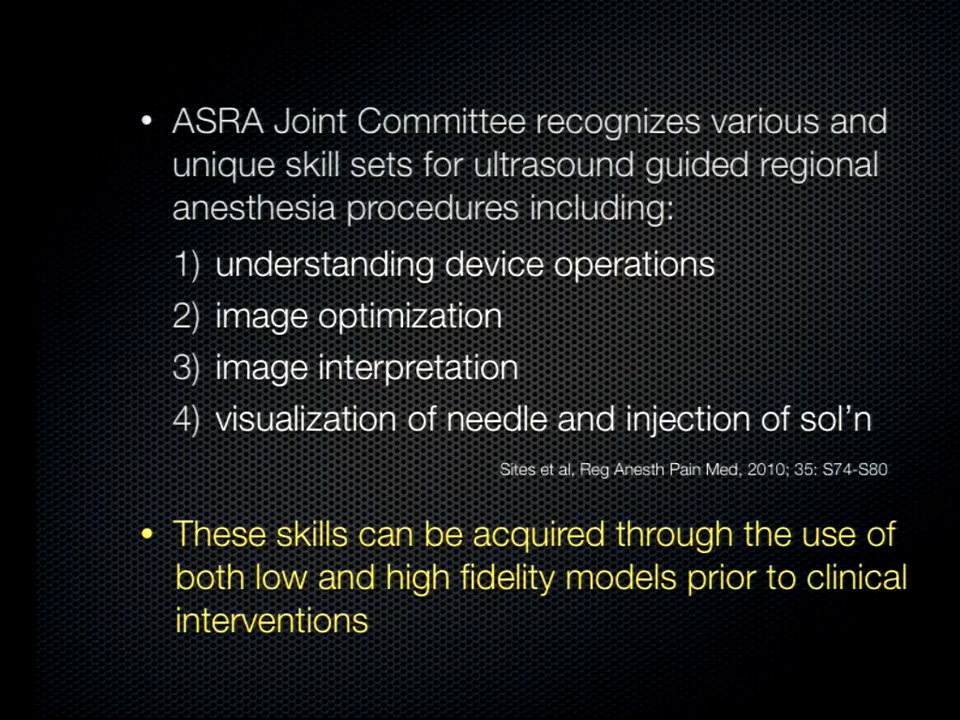 • ASRA Joint Committee recognizes various and
unique skill sets for ultrasound guided regional
anesthesia procedures including:
1) understanding device operations
2) image optimization
3) image interpretation
4) visualization of needle and injection of sol'n
Sites et al, Reg Anesth Pain Med, 2010; 35: S74-S80
• These skills can be acquired through the use of
both low and high fidelity models prior to clinical
interventions